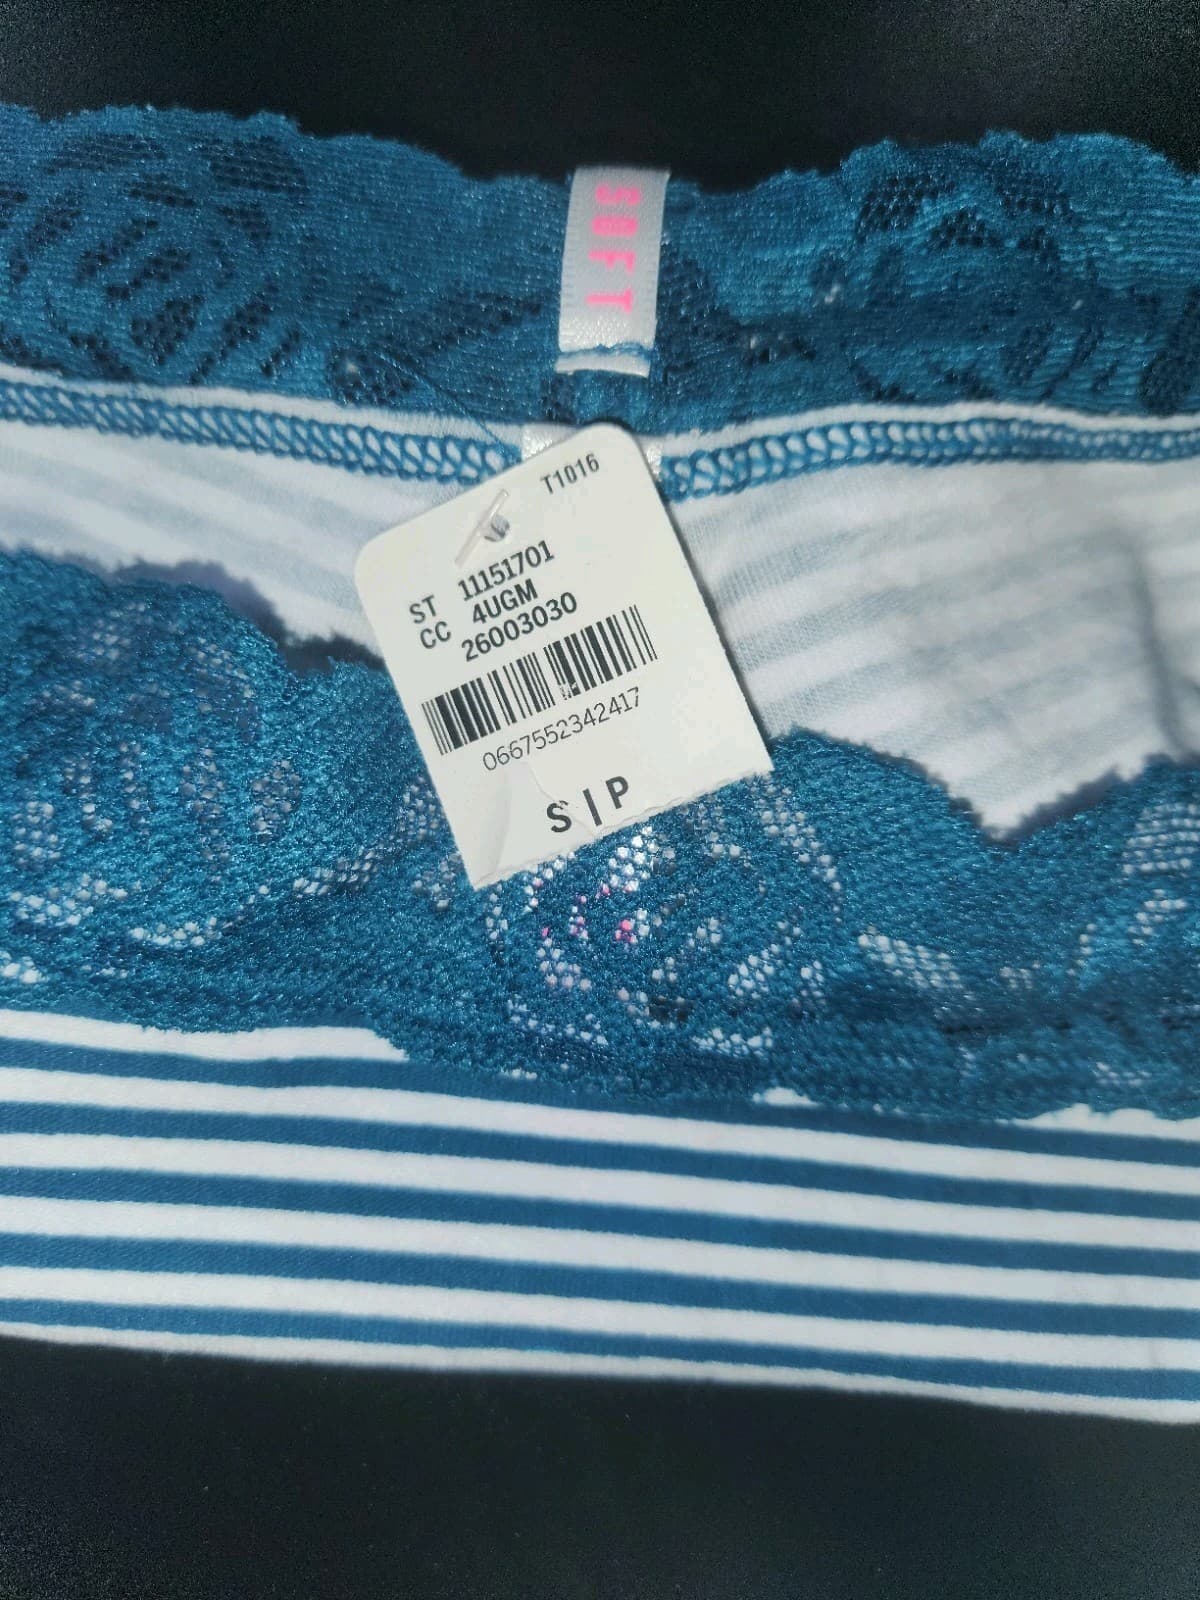 SOFT
T1016
ST 11151701
CC 4UGM
26003030
0667552342417
S|P